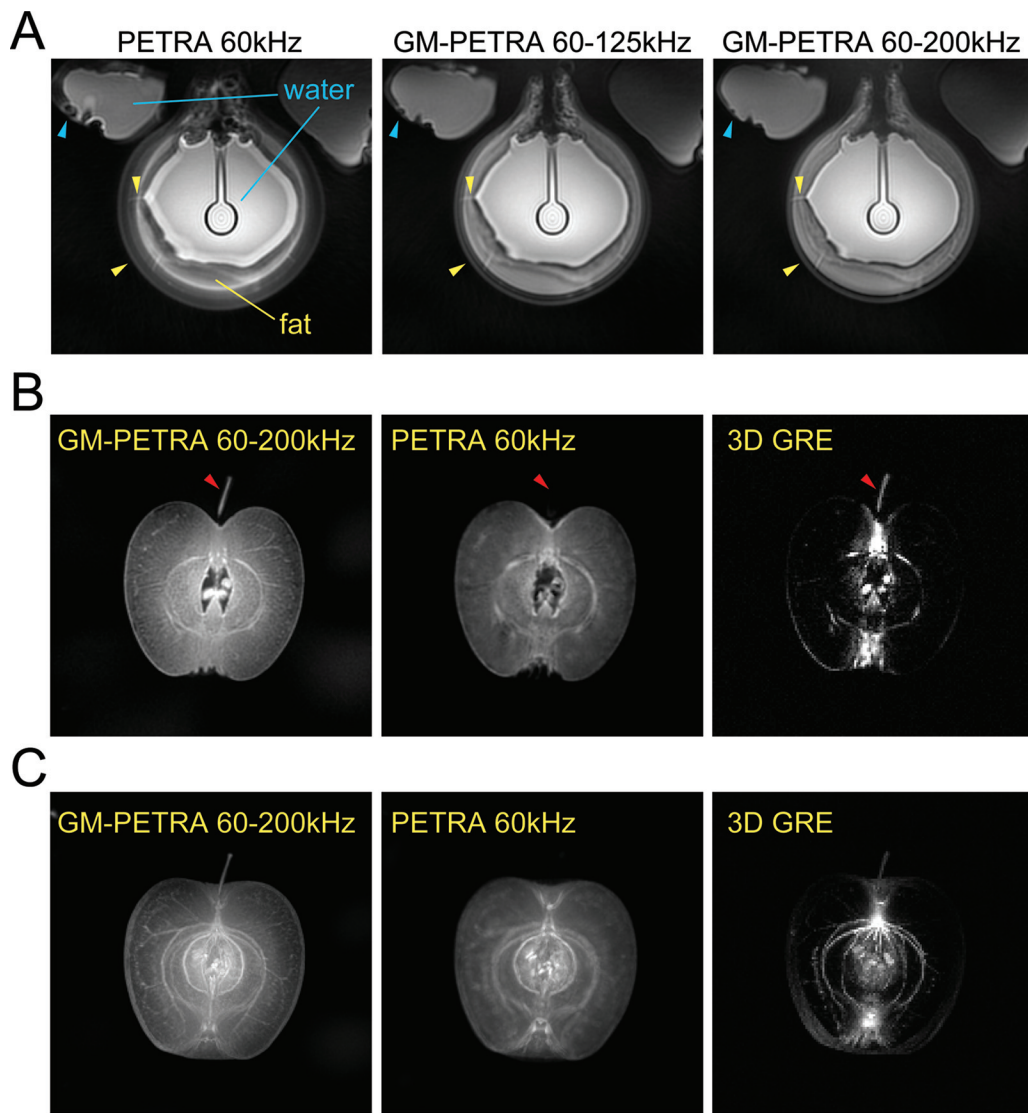 A
PETRA 60kHz
GM-PETRA 60-125kHz
GM-PETRA 60-200kHz
water
fat
B
GM-PETRA 60-200kHz
PETRA 60kHz
3D GRE
C
GM-PETRA 60-200kHz
PETRA 60kHz
3D GRE